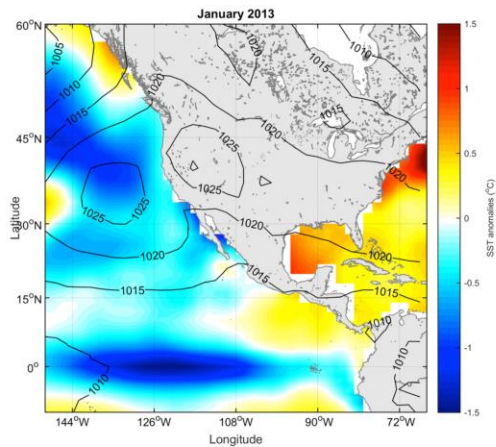 January 2013
60°N
45°N
30°N
15°N
0°
144°W
126°W
108°W
90°W
72°W
Latitude
Longitude
1005
1010
1015
1020
1020
1015
1020
1025
1025
1020
1020
1020
1020
1015
1015
1015
1010
1010
1010
1.5
1
0.5
0
-0.5
-1
-1.5
SST anomalies (°C)